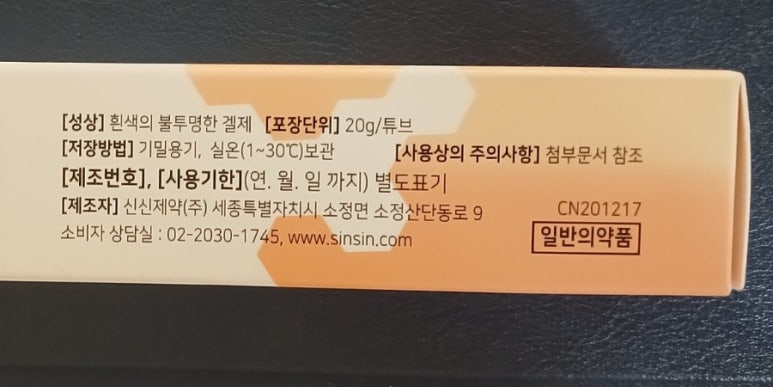 [성상] 흰색의 불투명한 겔제 [포장단위] 20g/튜브
[저장방법] 기밀용기, 실온(1~30℃)보관 [사용상의 주의사항] 첨부문서 참조
[제조번호], [사용기한](연. 월. 일 까지) 별도표기
[제조자] 신신제약(주) 세종특별자치시 소정면 소정산단동로 9 CN201217
소비자 상담실 : 02-2030-1745, www.sinsin.com 일반의약품